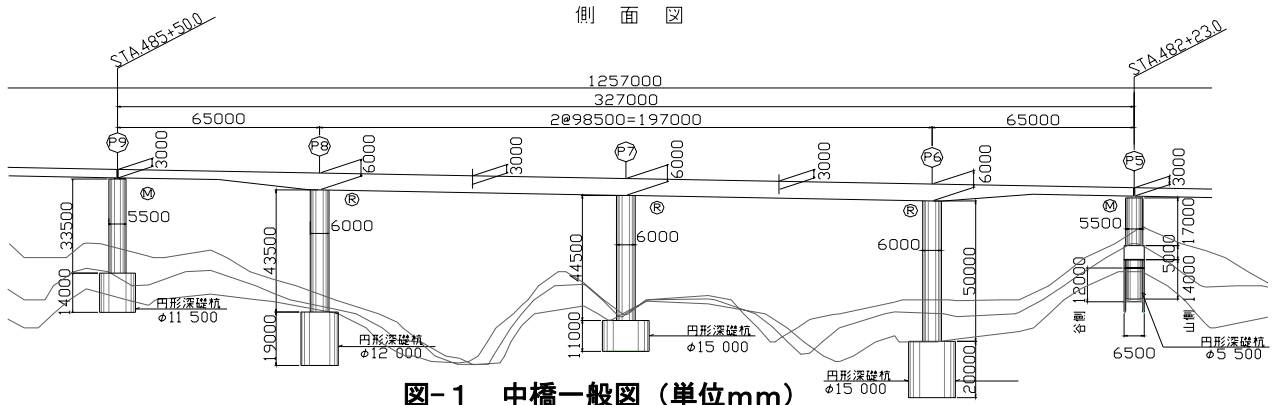 側 面 図
STA.485+50.0
STA.482+23.0
1257000
327000
65000
2@98500=197000
65000
P9
3000
P8
6000
3000
P7
6000
3000
P6
6000
P5
3000
M
5500
R
6000
R
6000
R
6000
M
5500
33500
14000
43500
19000
44500
11000
50000
20000
17000
5000
14000
12000
谷側
山側
6500
円形深礎杭
φ11 500
円形深礎杭
φ12 000
円形深礎杭
φ15 000
円形深礎杭
φ15 000
円形深礎杭
φ5 500
図-1 中橋一般図（単位mm）